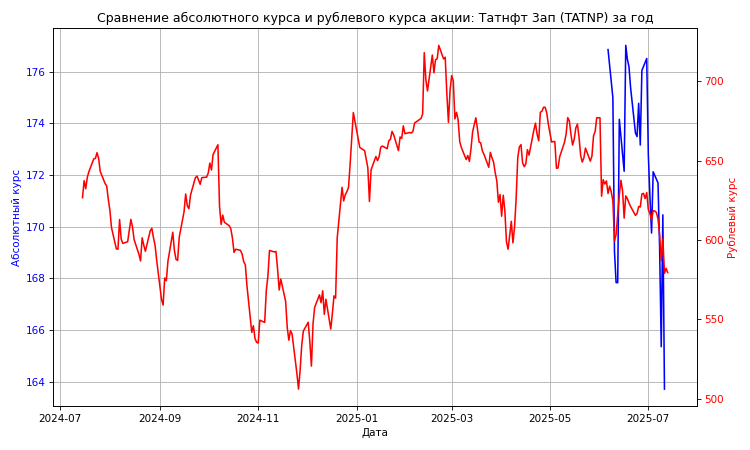 Сравнение абсолютного курса и рублевого курса акции: Татнфт 3ап (TATNP) за год
176
174
172
170
168
166
164
Абсолютный курс
700
650
600
550
500
Рублевый курс
2024-07 2024-09 2024-11 2025-01 2025-03 2025-05 2025-07
Дата